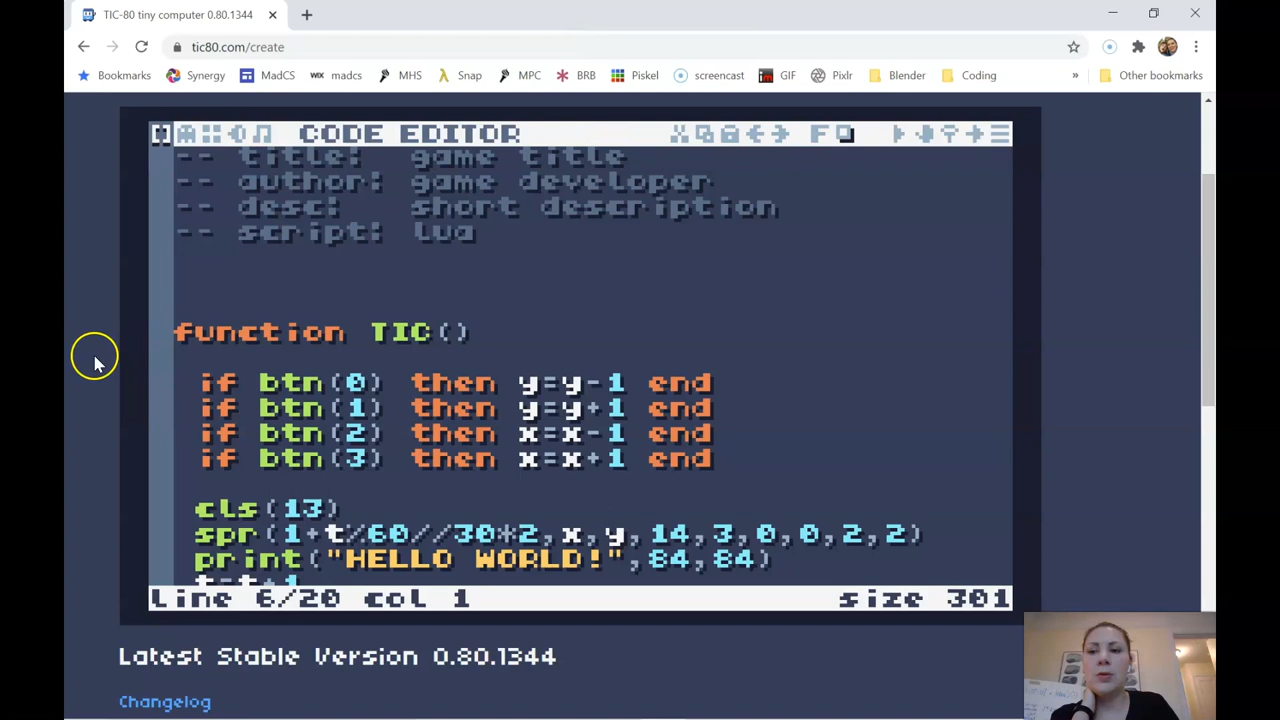 TIC-80 tiny computer 0.80.1344
tic80.com/create
Bookmarks Synergy MadCS WIX madcs MHS Snap MPC BRB Piskel screencast im GIF Pixlr Blender Coding » Other bookmarks
CODE EDITOR F
-- title: game title
-- author: game developer
-- desc: short description
-- script: lua
function TIC()
if btn(0) then y=y-1 end
if btn(1) then y=y+1 end
if btn(2) then x=x-1 end
if btn(3) then x=x+1 end
cls(13)
spr(1+t%60//30*2,x,y,14,3,0,0,2,2)
print("HELLO WORLD!",84,84)
t=t+1
line 6/20 col 1 size 301
Latest Stable Version 0.80.1344
Changelog